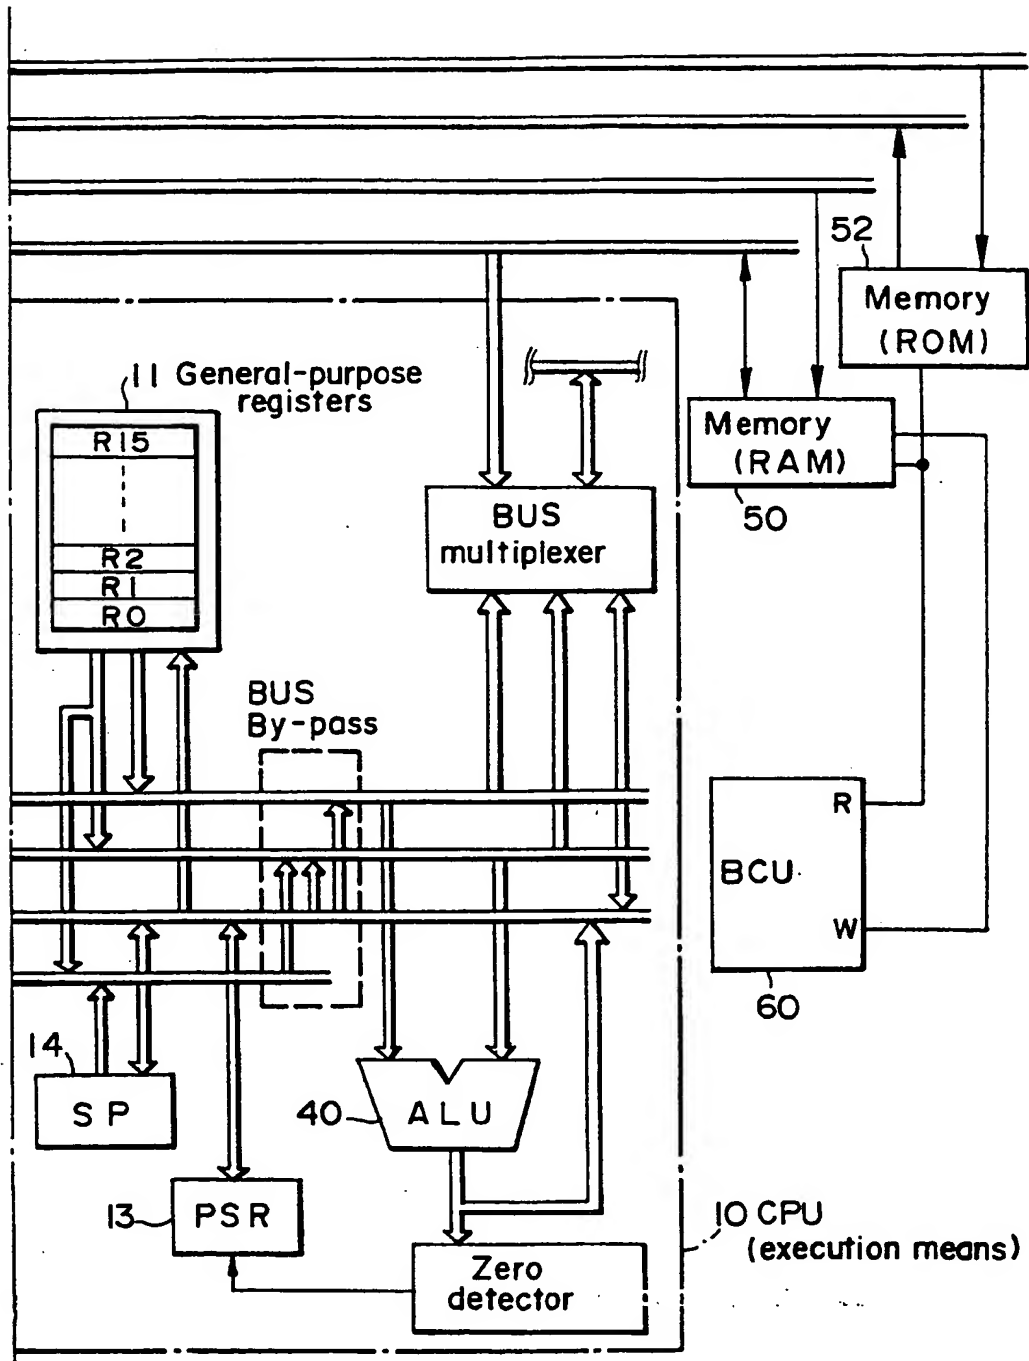 52
Memory
(ROM)
11 General-purpose
registers
R15
R2
R1
R0
Memory
(RAM)
50
BUS
multiplexer
BUS
By-pass
R
BCU
W
60
14
SP
40
ALU
13
PSR
10 CPU
(execution means)
Zero
detector